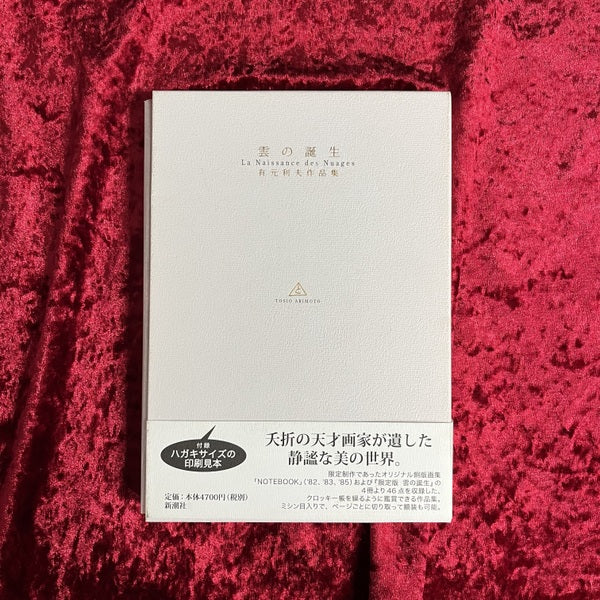 雲の誕生
La Naissance des Nuages
有元利夫作品集
TOSIO ARIMOTO
付録
ハガキサイズの
印刷見本
夭折の天才画家が遺した
静謐な美の世界。
限定制作であったオリジナル銅版画集
「NOTEBOOK」('82、'83、'85)および『限定版 雲の誕生』の
4冊より46点を収録した、
クロッキー帳を繰るように鑑賞できる作品集。
ミシン目入りで、ページごとに切り取って額装も可能。
定価:本体4700円(税別)
新潮社